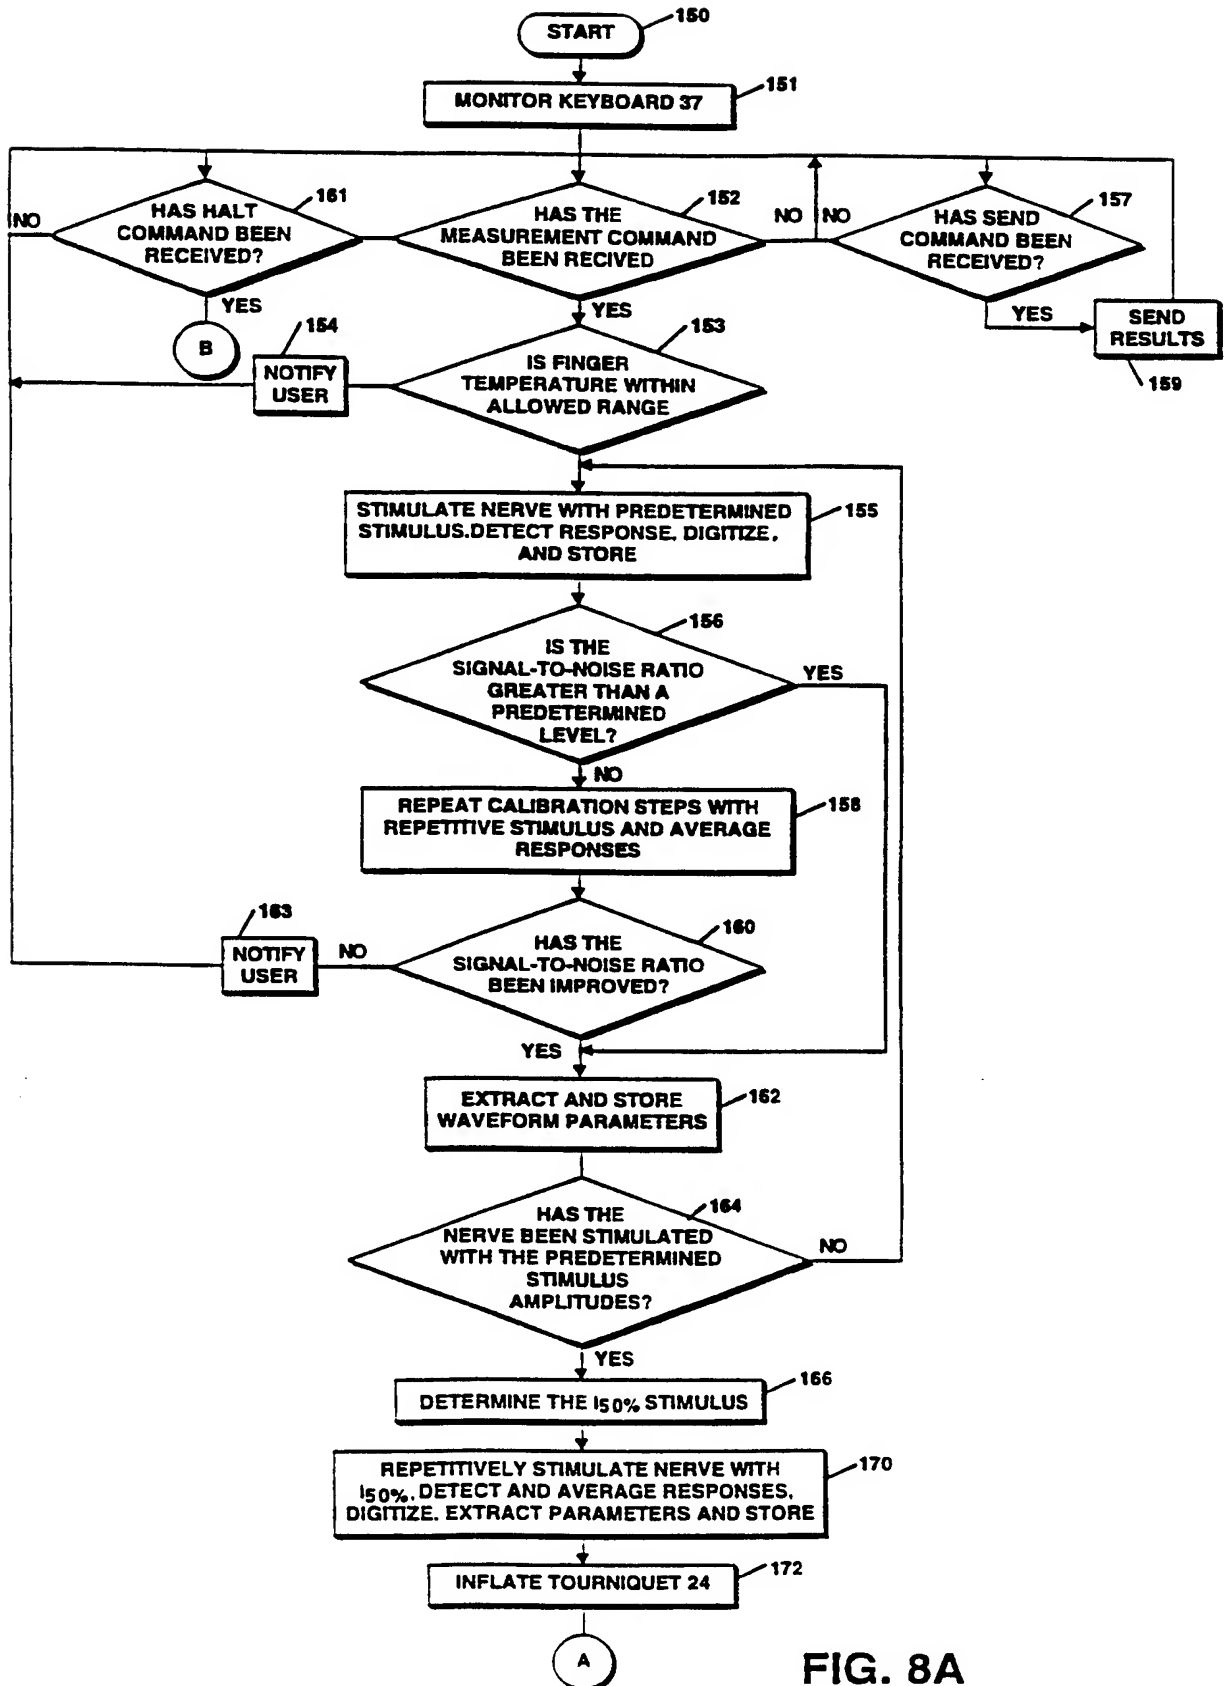 START
150
MONITOR KEYBOARD 37
151
HAS HALT
COMMAND BEEN
RECEIVED?
161
NO
YES
B
HAS THE
MEASUREMENT COMMAND
BEEN RECIVED
152
NO
YES
NO
HAS SEND
COMMAND BEEN
RECEIVED?
157
YES
SEND
RESULTS
159
154
NOTIFY
USER
IS FINGER
TEMPERATURE WITHIN
ALLOWED RANGE
153
STIMULATE NERVE WITH PREDETERMINED
STIMULUS.DETECT RESPONSE, DIGITIZE,
AND STORE
155
IS THE
SIGNAL-TO-NOISE RATIO
GREATER THAN A
PREDETERMINED
LEVEL?
156
YES
NO
REPEAT CALIBRATION STEPS WITH
REPETITIVE STIMULUS AND AVERAGE
RESPONSES
158
163
NOTIFY
USER
NO
HAS THE
SIGNAL-TO-NOISE RATIO
BEEN IMPROVED?
160
YES
EXTRACT AND STORE
WAVEFORM PARAMETERS
162
HAS THE
NERVE BEEN STIMULATED
WITH THE PREDETERMINED
STIMULUS
AMPLITUDES?
164
NO
YES
DETERMINE THE I50% STIMULUS
166
REPETITIVELY STIMULATE NERVE WITH
I50%, DETECT AND AVERAGE RESPONSES,
DIGITIZE, EXTRACT PARAMETERS AND STORE
170
INFLATE TOURNIQUET 24
172
A
FIG. 8A